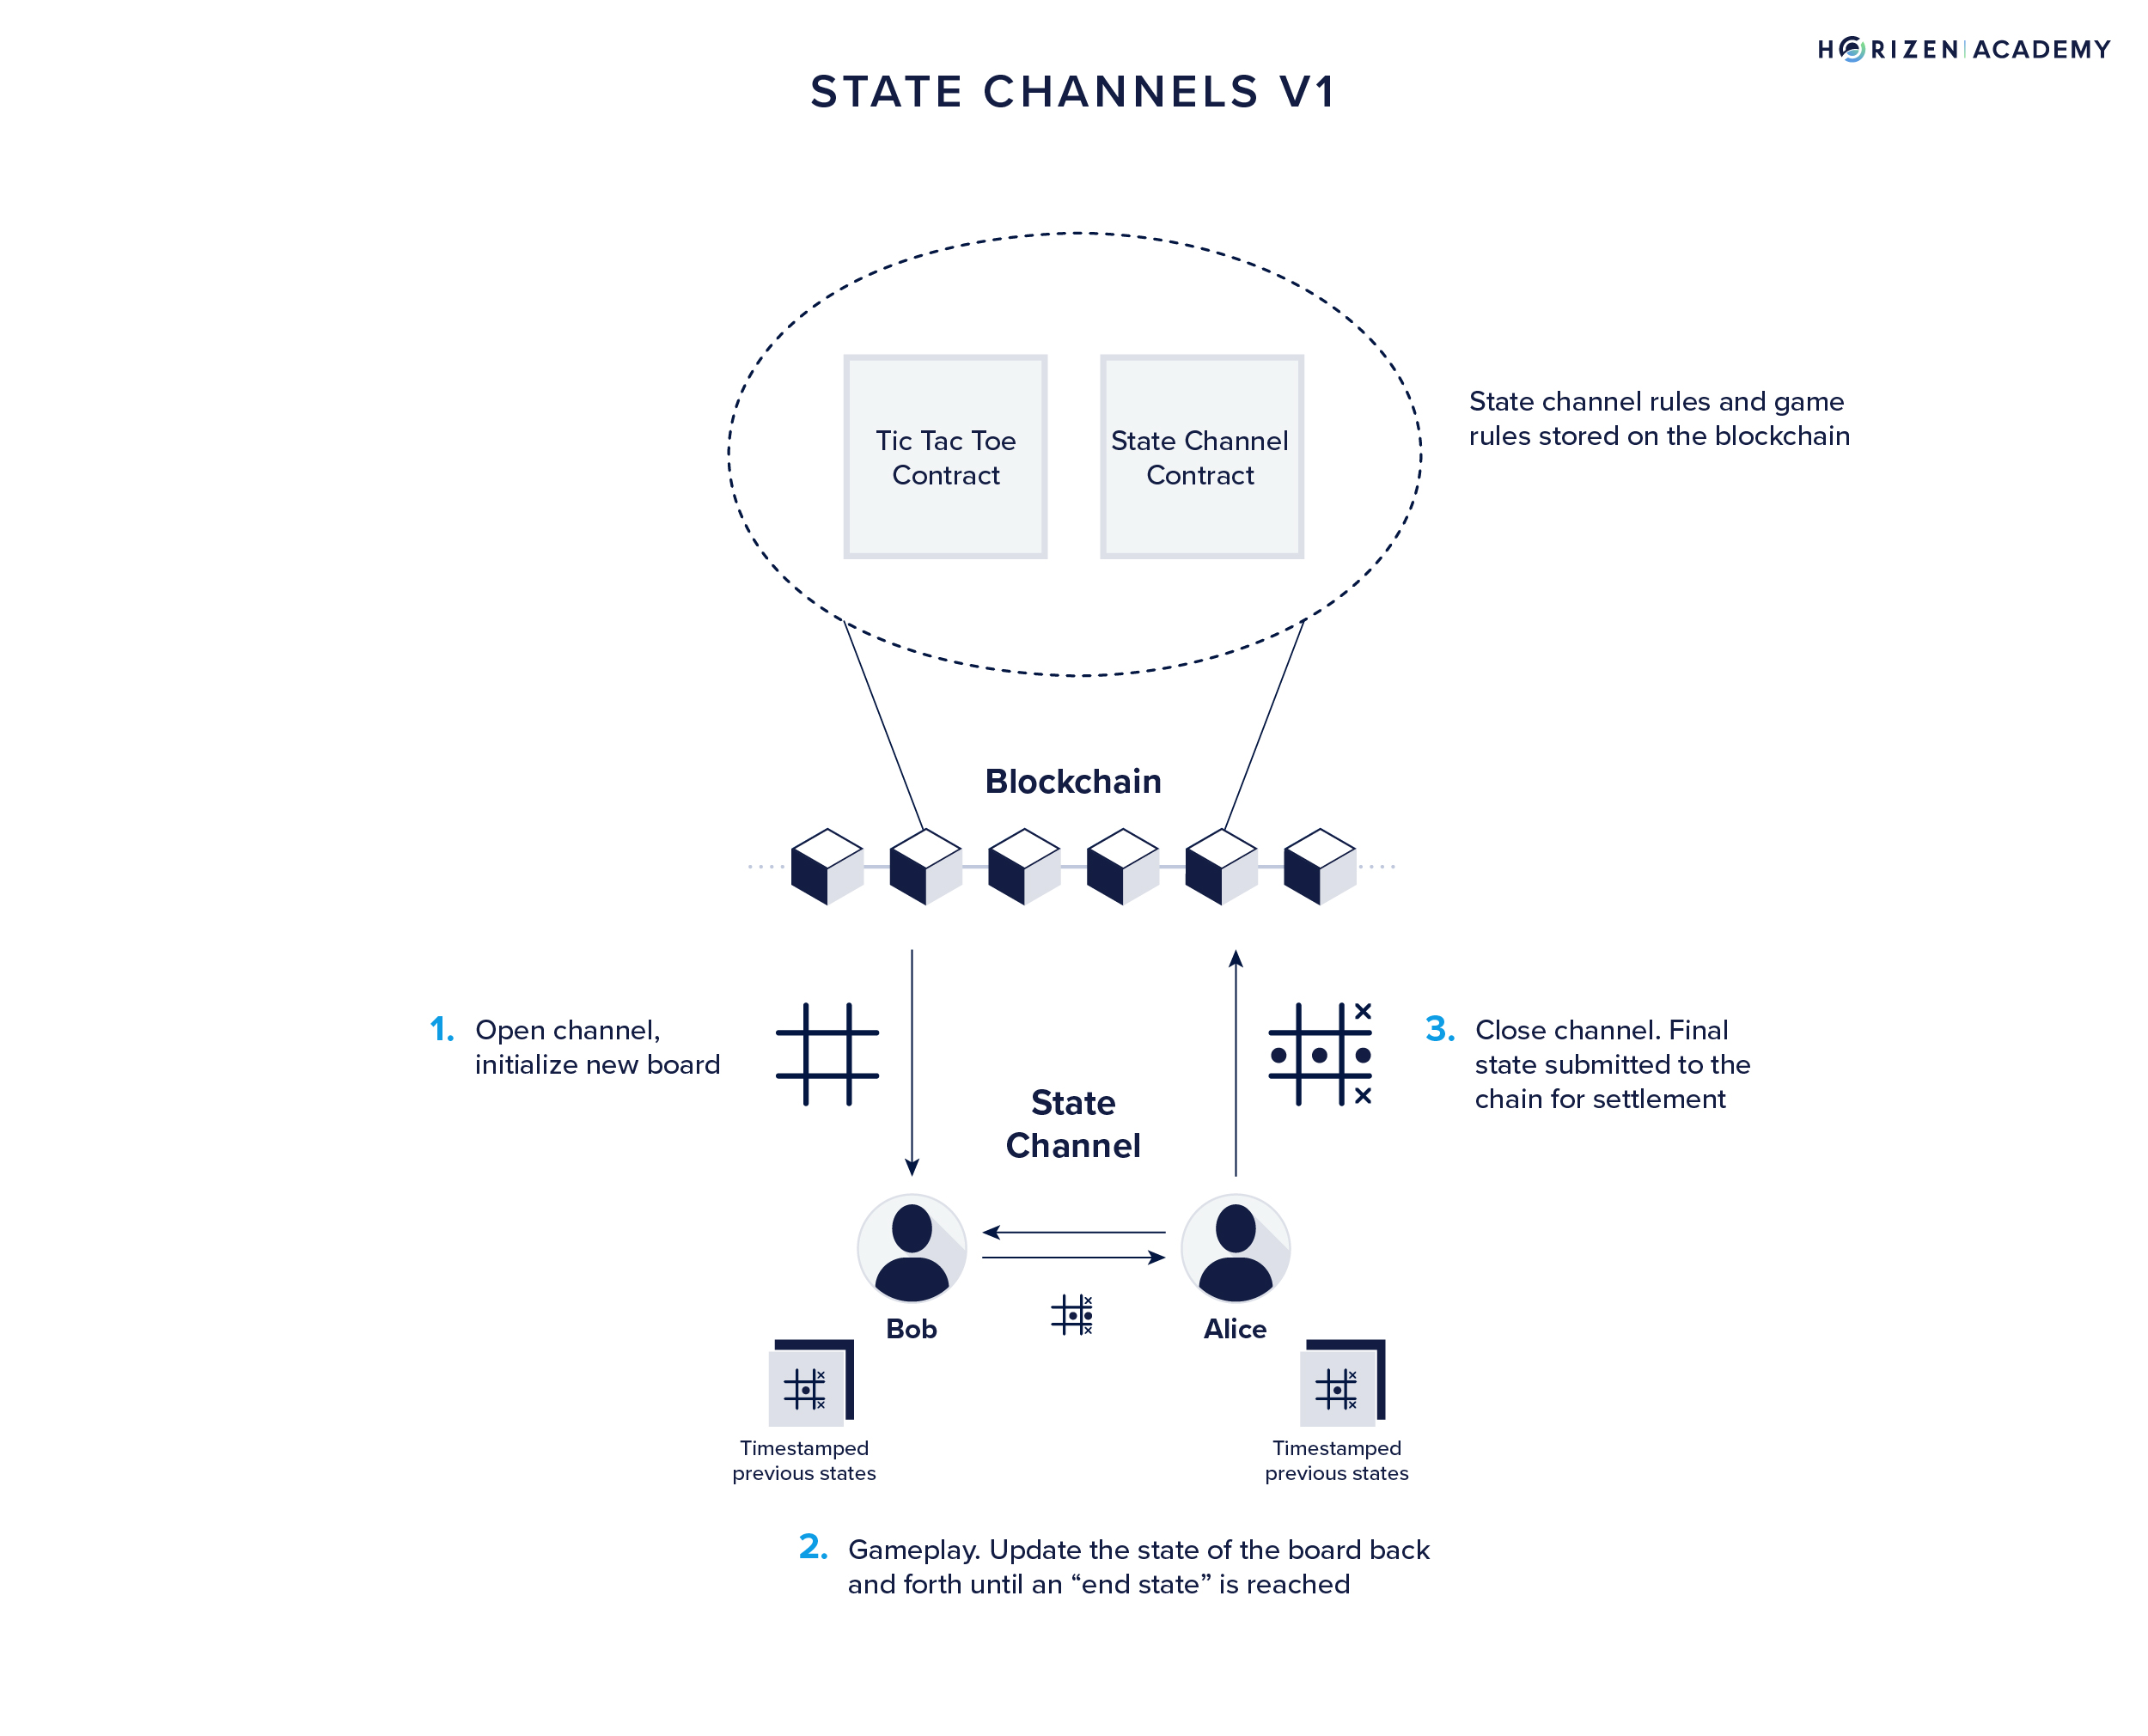 HORIZEN ACADEMY
STATE CHANNELS V1
Tic Tac Toe
Contract
State Channel
Contract
State channel rules and game
rules stored on the blockchain
Blockchain
1. Open channel,
initialize new board
State
Channel
3. Close channel. Final
state submitted to the
chain for settlement
Bob
Alice
Timestamped
previous states
Timestamped
previous states
2. Gameplay. Update the state of the board back
and forth until an “end state” is reached